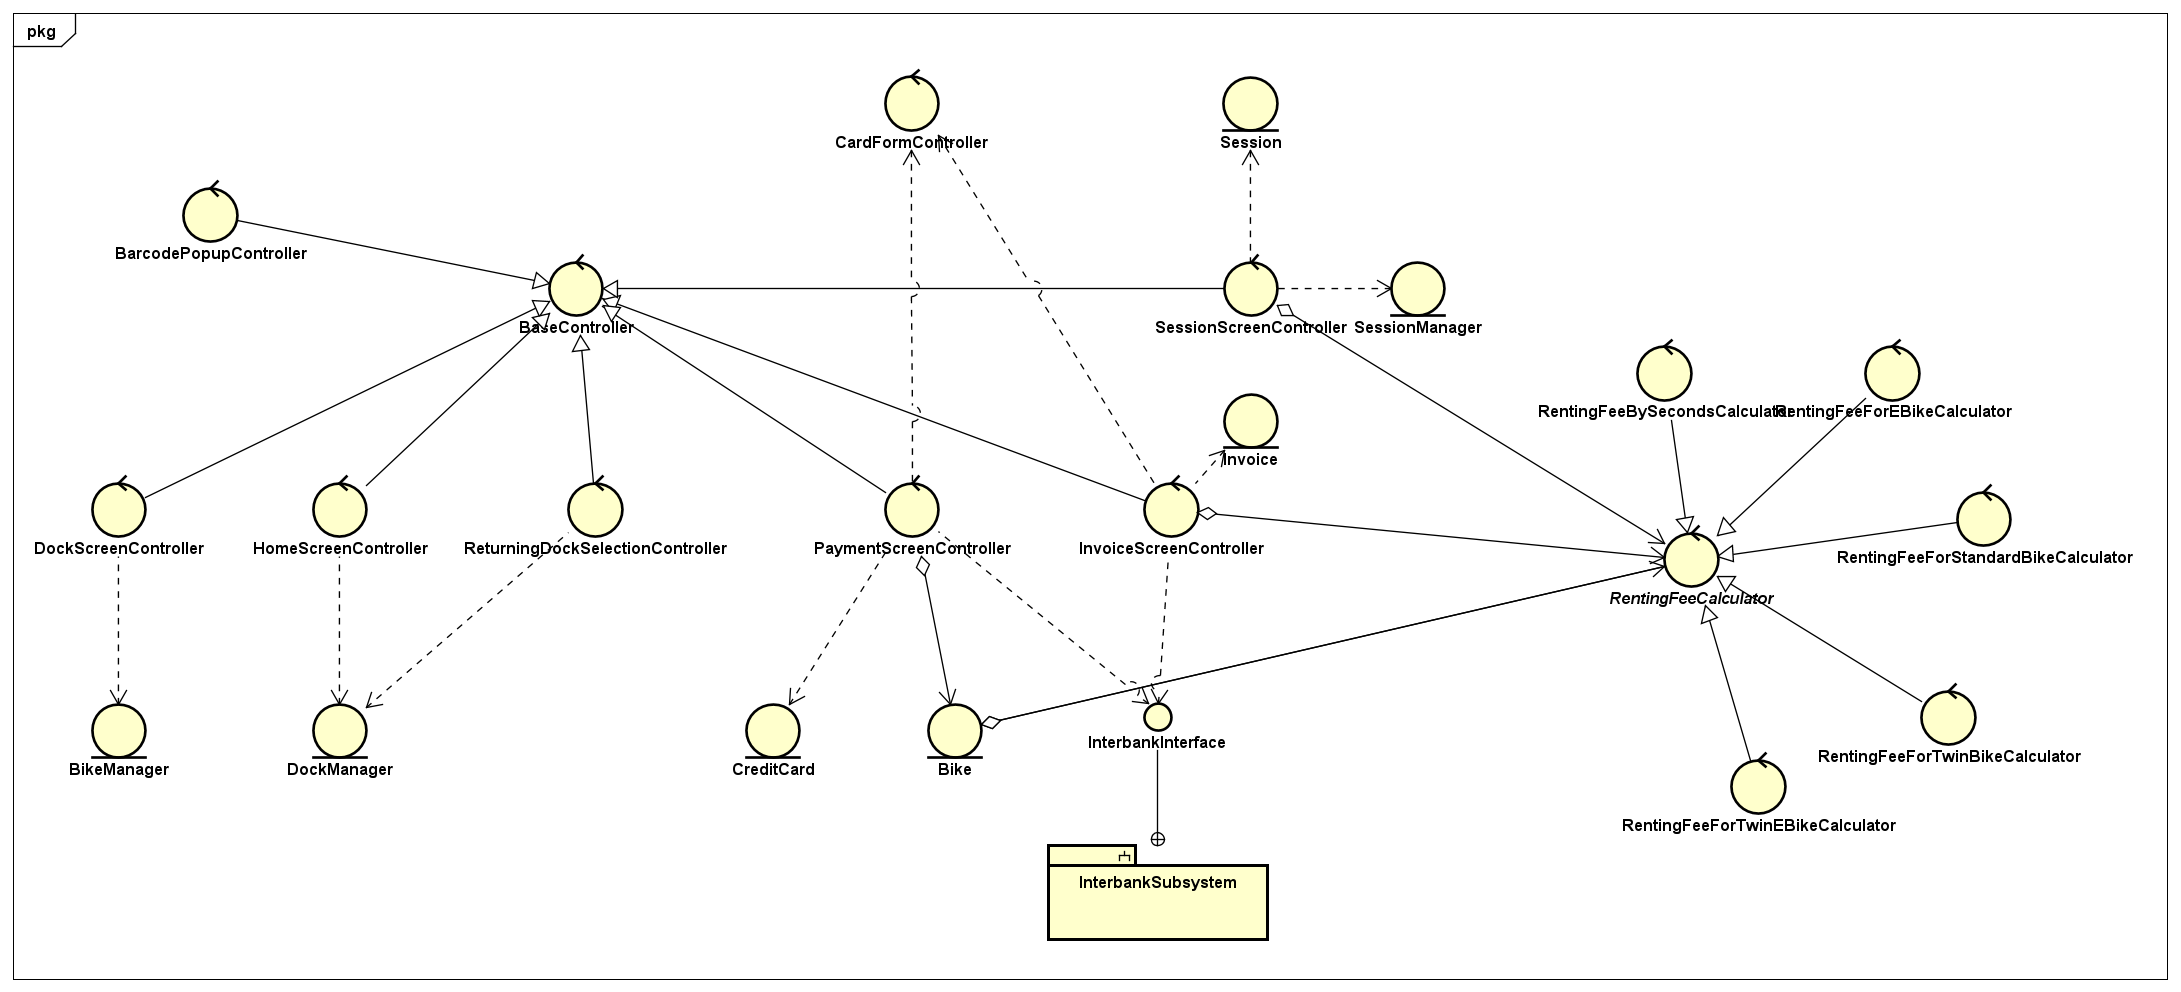 pkg
CardFormController
Session
BarcodePopupController
BaseController
SessionScreenController
SessionManager
RentingFeeBySecondsCalculator
RentingFeeForEBikeCalculator
Invoice
DockScreenController
HomeScreenController
ReturningDockSelectionController
PaymentScreenController
InvoiceScreenController
RentingFeeForStandardBikeCalculator
RentingFeeCalculator
InterbankInterface
RentingFeeForTwinBikeCalculator
BikeManager
DockManager
CreditCard
Bike
RentingFeeForTwinEBikeCalculator
InterbankSubsystem